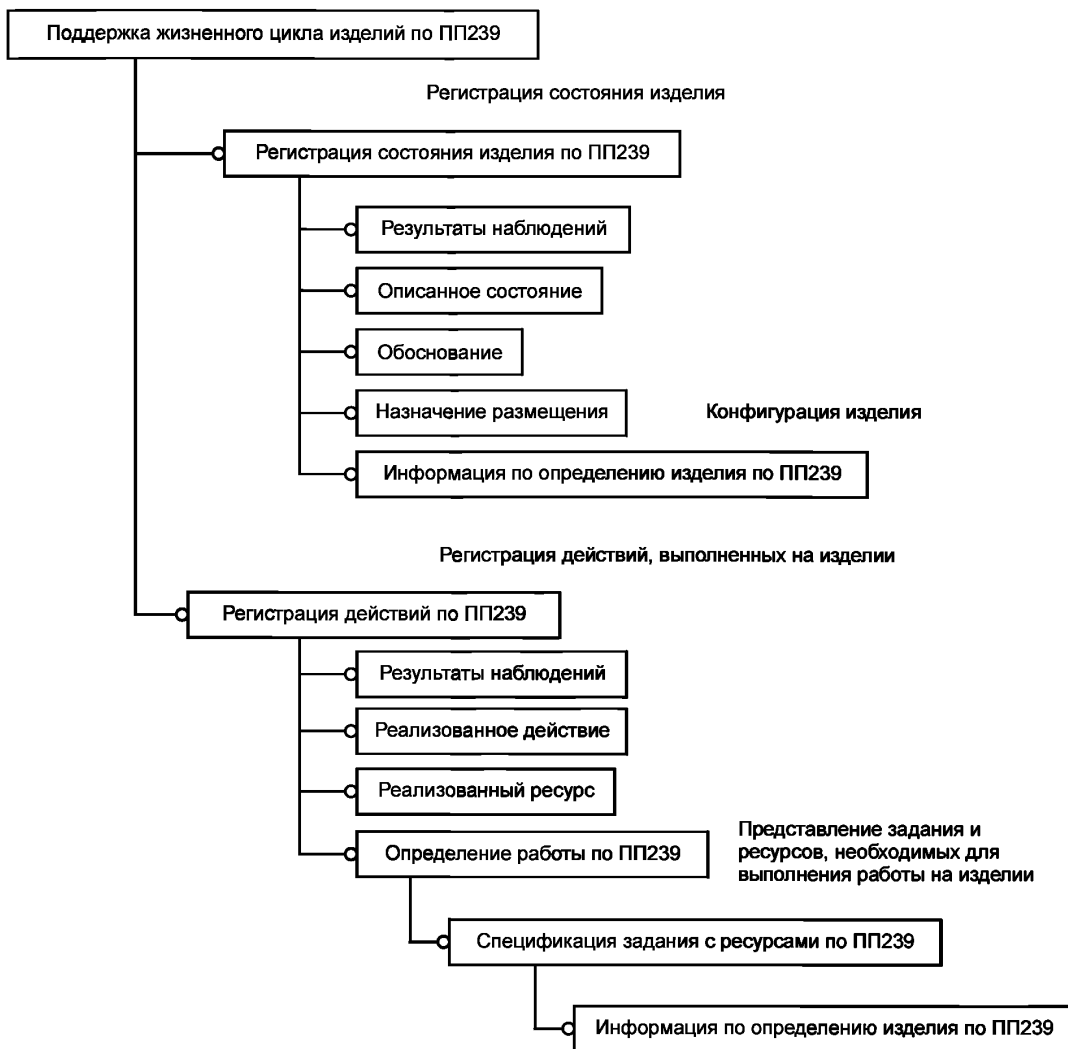 Поддержка жизненного цикла изделий по ПП239
Регистрация состояния изделия
Регистрация состояния изделия по ПП239
Результаты наблюдений
Описанное состояние
Обоснование
Назначение размещения
Конфигурация изделия
Информация по определению изделия по ПП239
Регистрация действий, выполненных на изделии
Регистрация действий по ПП239
Результаты наблюдений
Реализованное действие
Реализованный ресурс
Определение работы по ПП239
Представление задания и
ресурсов, необходимых для
выполнения работы на изделии
Спецификация задания с ресурсами по ПП239
Информация по определению изделия по ПП239